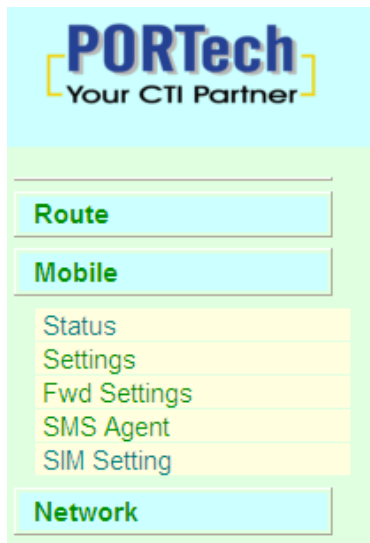 PORTech
Your CTI Partner
Route
Mobile
Status
Settings
Fwd Settings
SMS Agent
SIM Setting
Network